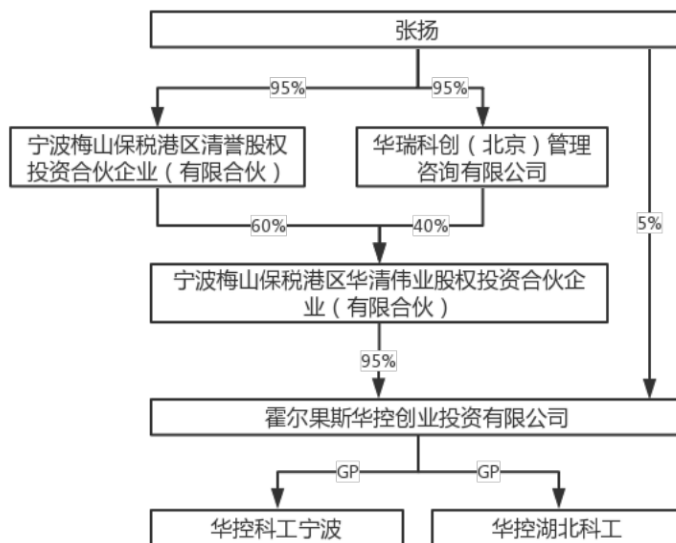 张扬
95%
95%
宁波梅山保税港区清誉股权
投资合伙企业（有限合伙）
华瑞科创（北京）管理
咨询有限公司
60%
40%
5%
宁波梅山保税港区华清伟业股权投资合伙企
业（有限合伙）
95%
霍尔果斯华控创业投资有限公司
GP
GP
华控科工宁波
华控湖北科工